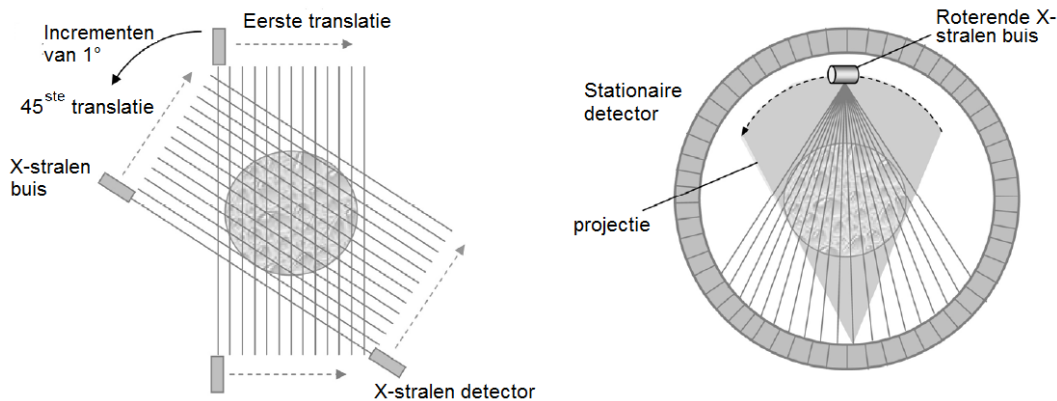 Incrementen
van 1°
Eerste translatie
45ste translatie
X-stralen
buis
X-stralen detector
Roterende X-
stralen buis
Stationaire
detector
projectie